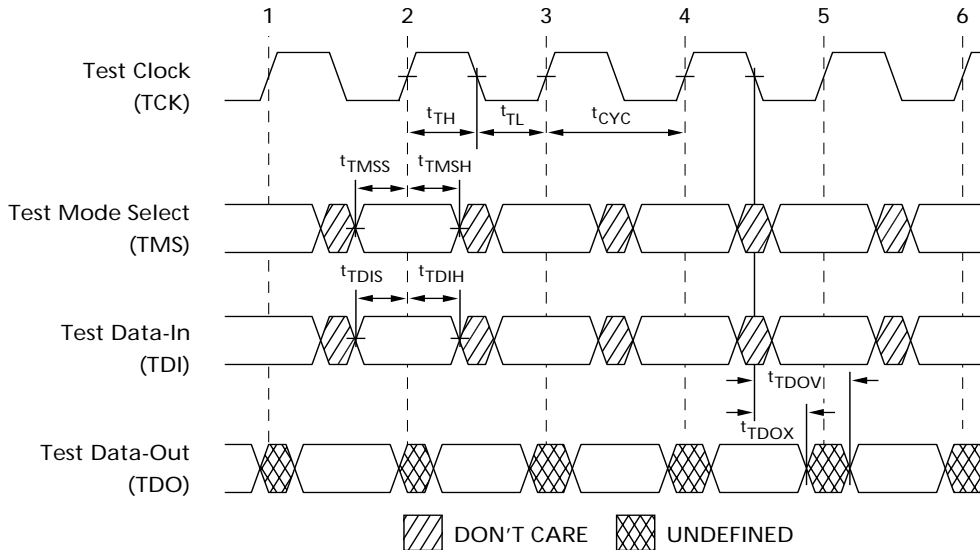 1 2 3 4 5 6
Test Clock
(TCK)
tTH tTL tCYC
tTMSS tTMSH
Test Mode Select
(TMS)
tTDIS tTDIH
Test Data-In
(TDI)
tTDOV
tTDOX
Test Data-Out
(TDO)
DON'T CARE UNDEFINED